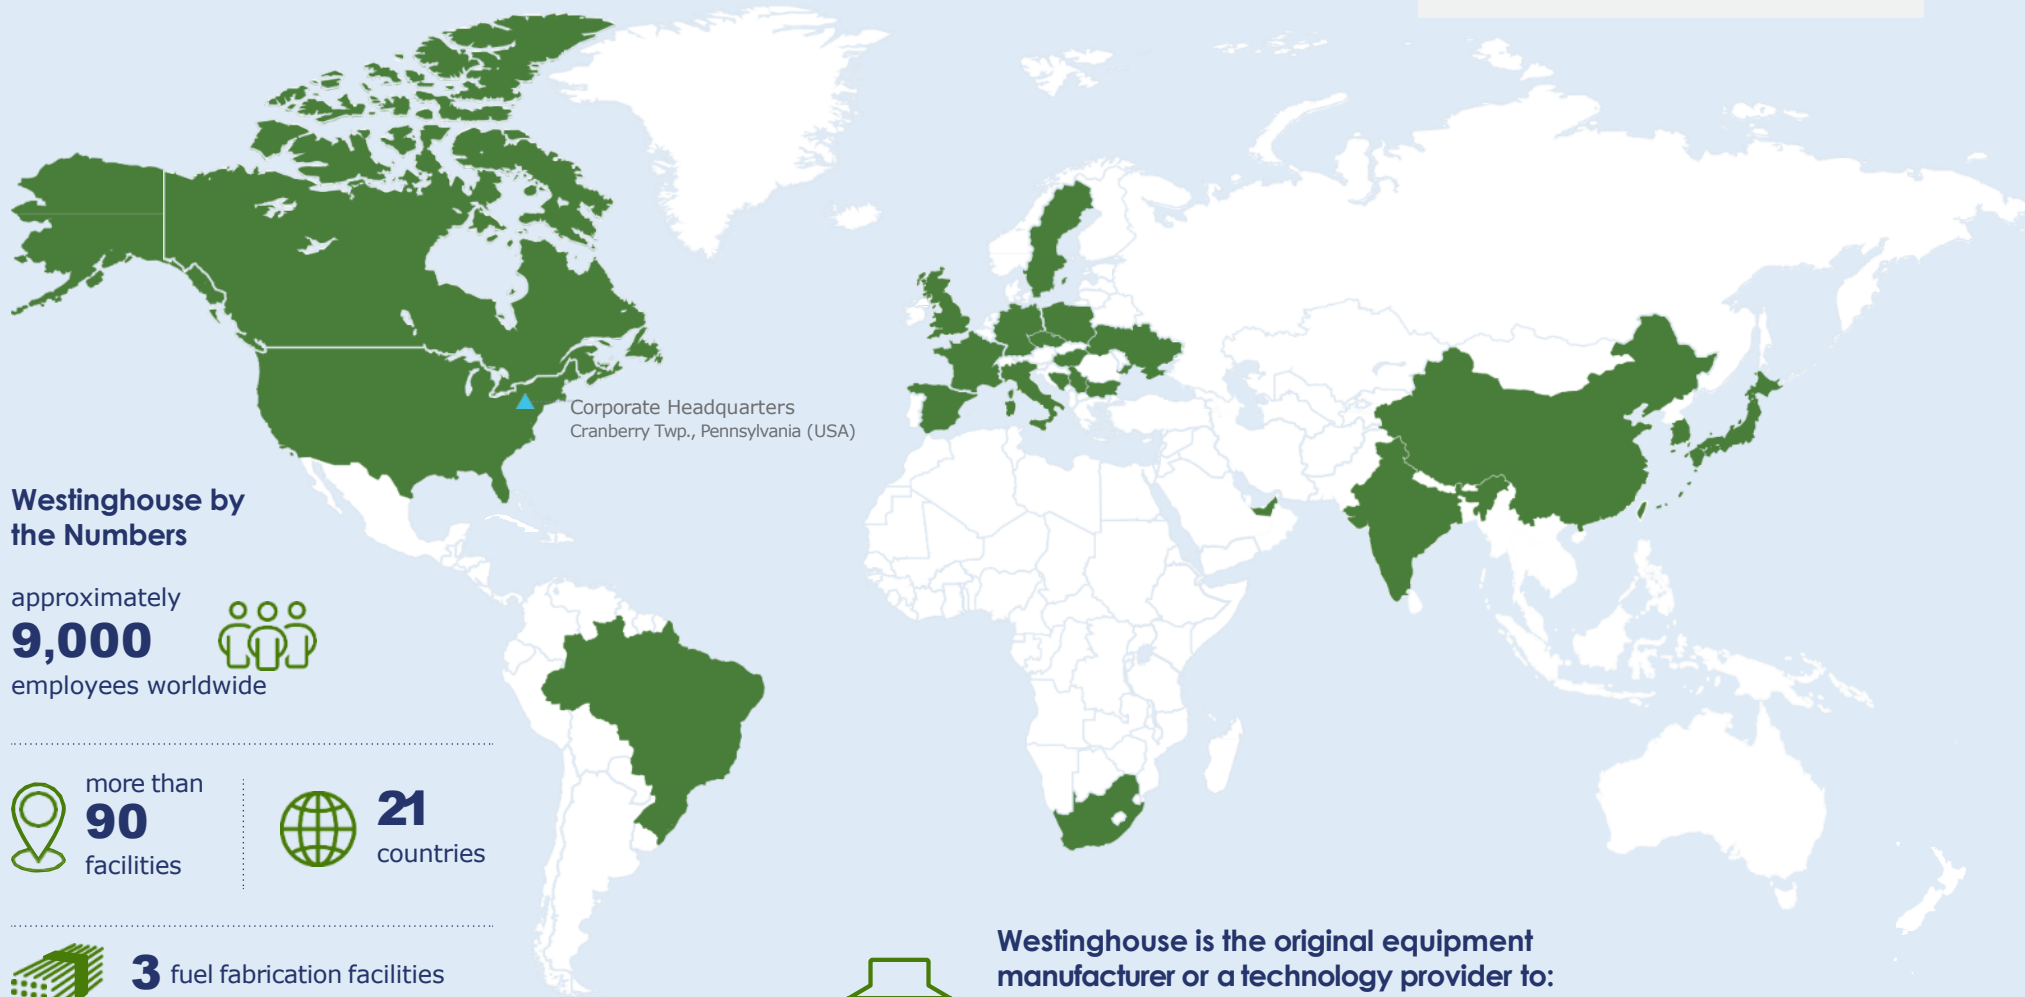 Corporate Headquarters
Cranberry Twp., Pennsylvania (USA)
Westinghouse by
the Numbers
approximately
9,000
employees worldwide
more than
90
facilities
21
countries
3 fuel fabrication facilities
Westinghouse is the original equipment
manufacturer or a technology provider to: